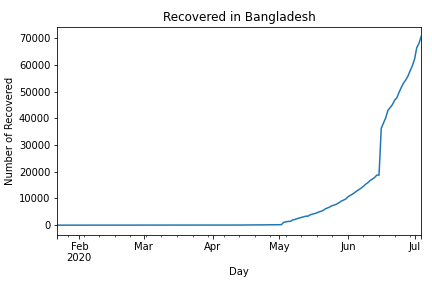 Recovered in Bangladesh
Number of Recovered
70000
60000
50000
40000
30000
20000
10000
0
Feb Mar Apr May Jun Jul
2020
Day